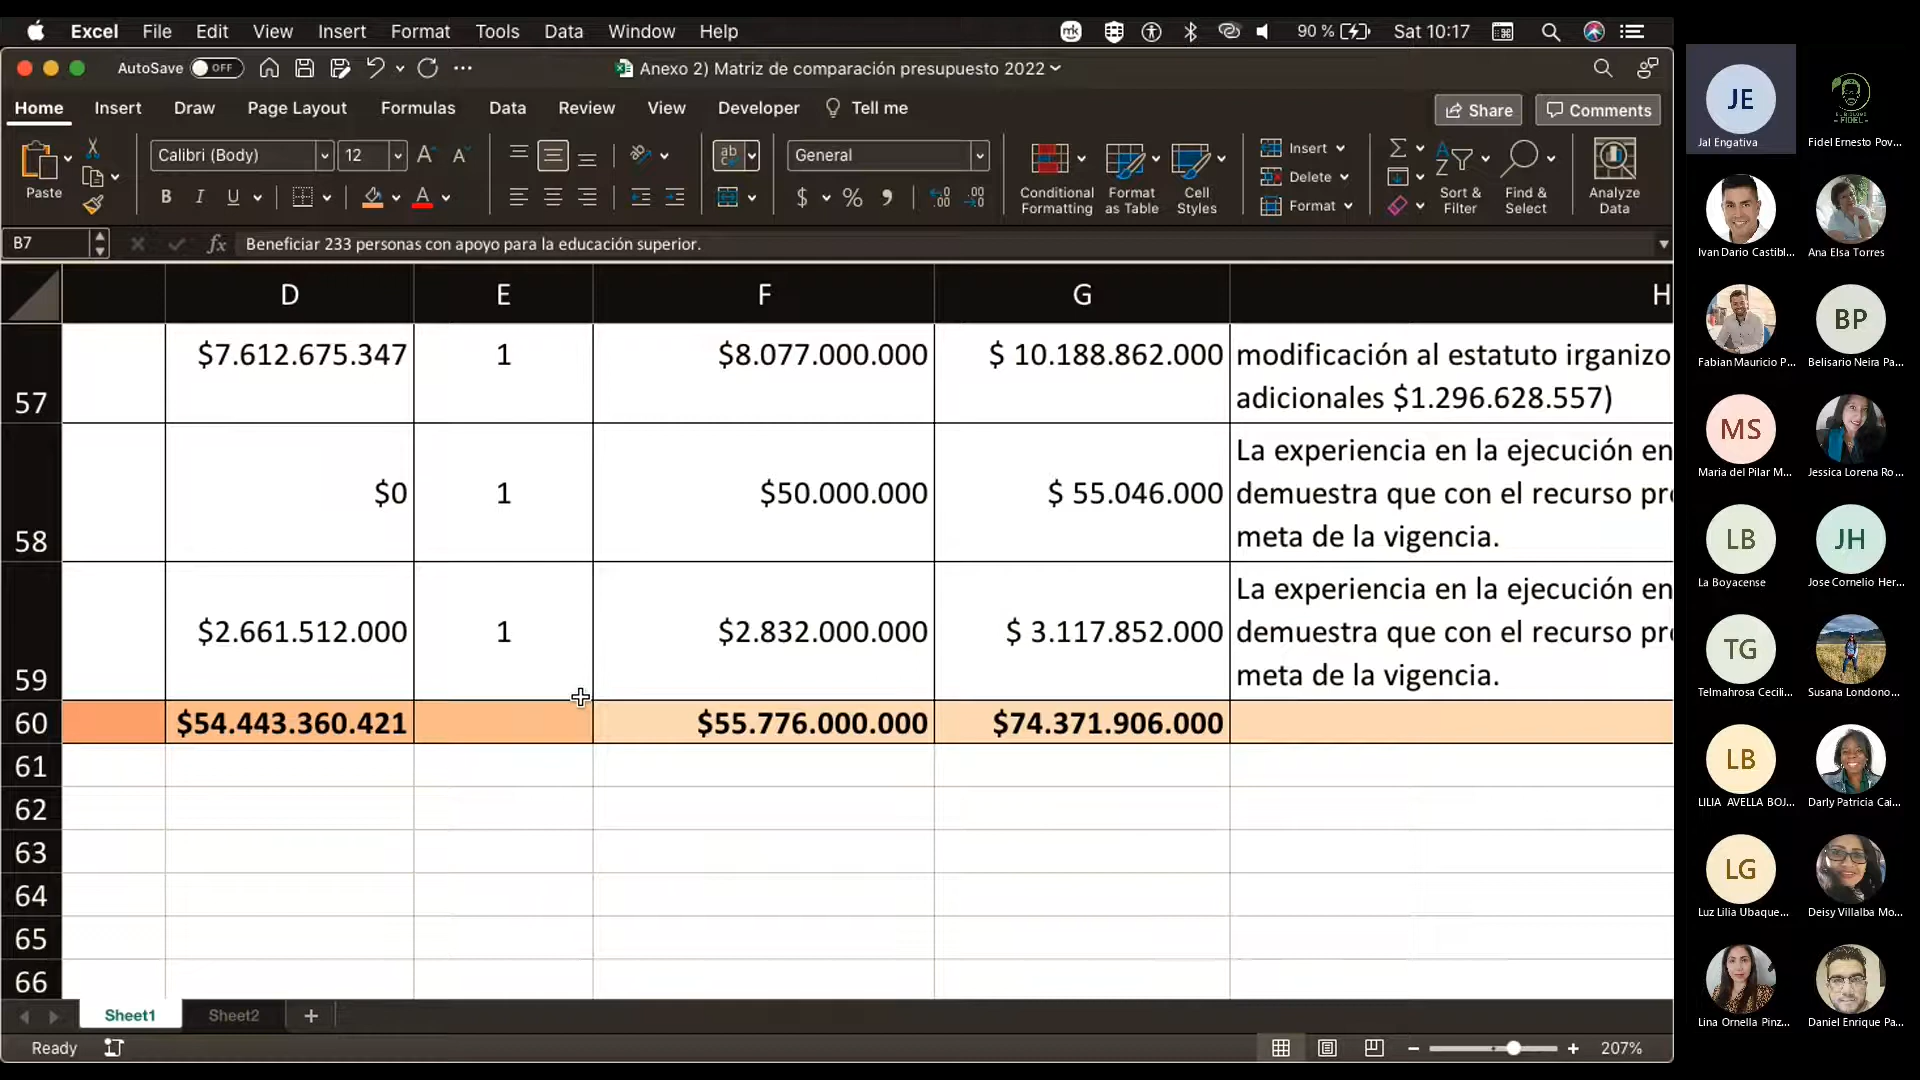 Excel File Edit View Insert Format Tools Data Window Help
mk 90 % Sat 10:17
AutoSave OFF
Anexo 2) Matriz de comparación presupuesto 2022
Home Insert Draw Page Layout Formulas Data Review View Developer Tell me
Share Comments
Paste
Calibri (Body) 12
General
Insert
Delete
Format
Conditional Formatting
Format as Table
Cell Styles
Sort & Filter
Find & Select
Analyze Data
B7 fx Beneficiar 233 personas con apoyo para la educación superior.
D E F G H
57 $7.612.675.347 1 $8.077.000.000 $ 10.188.862.000 modificación al estatuto irganizo
adicionales $1.296.628.557)
58 $0 1 $50.000.000 $ 55.046.000 La experiencia en la ejecución en
demuestra que con el recurso pr
meta de la vigencia.
59 $2.661.512.000 1 $2.832.000.000 $ 3.117.852.000 La experiencia en la ejecución en
demuestra que con el recurso pr
meta de la vigencia.
60 $54.443.360.421 $55.776.000.000 $74.371.906.000
61
62
63
64
65
66
Sheet1 Sheet2 +
Ready
207%
JE
Jal Engativa
FIDEL
Fidel Ernesto Pov...
Ivan Dario Castibl...
Ana Elsa Torres
Fabian Mauricio P...
BP
Belisario Neira Pa...
MS
Maria del Pilar M...
Jessica Lorena Ro...
LB
La Boyacense
JH
Jose Cornelio Her...
TG
Telmahrosa Cecili...
Susana Londono...
LB
LILIA AVELLA BOJ...
Darly Patricia Cai...
LG
Luz Lilia Ubaque...
Deisy Villalba Mo...
Lina Ornella Pinz...
Daniel Enrique Pa...